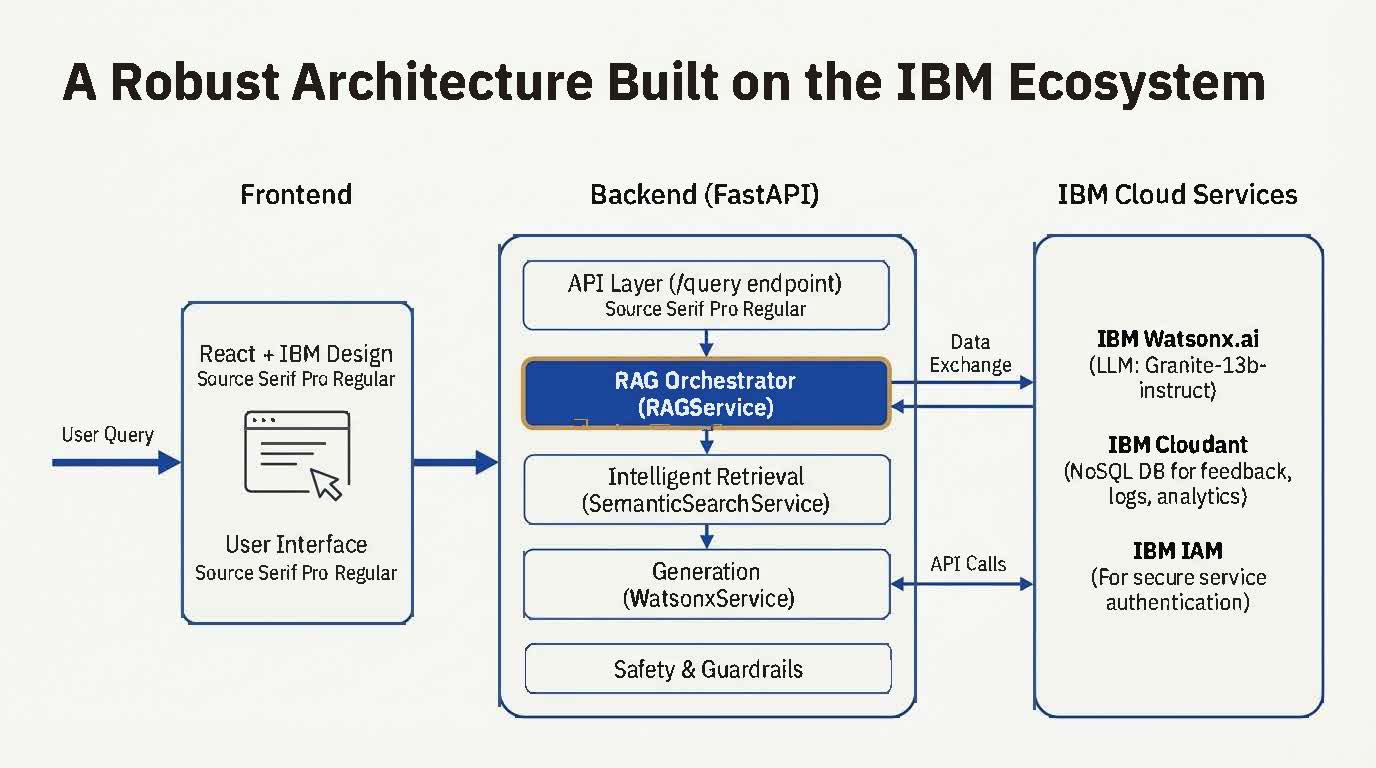 A Robust Architecture Built on the IBM Ecosystem
Frontend
Backend (FastAPI)
IBM Cloud Services
User Query
React + IBM Design
Source Serif Pro Regular
User Interface
Source Serif Pro Regular
API Layer (/query endpoint)
Source Serif Pro Regular
RAG Orchestrator
(RAGService)
Intelligent Retrieval
(SemanticSearchService)
Generation
(WatsonxService)
Safety & Guardrails
Data
Exchange
API Calls
IBM Watsonx.ai
(LLM: Granite-13b-
instruct)
IBM Cloudant
(NoSQL DB for feedback,
logs, analytics)
IBM IAM
(For secure service
authentication)